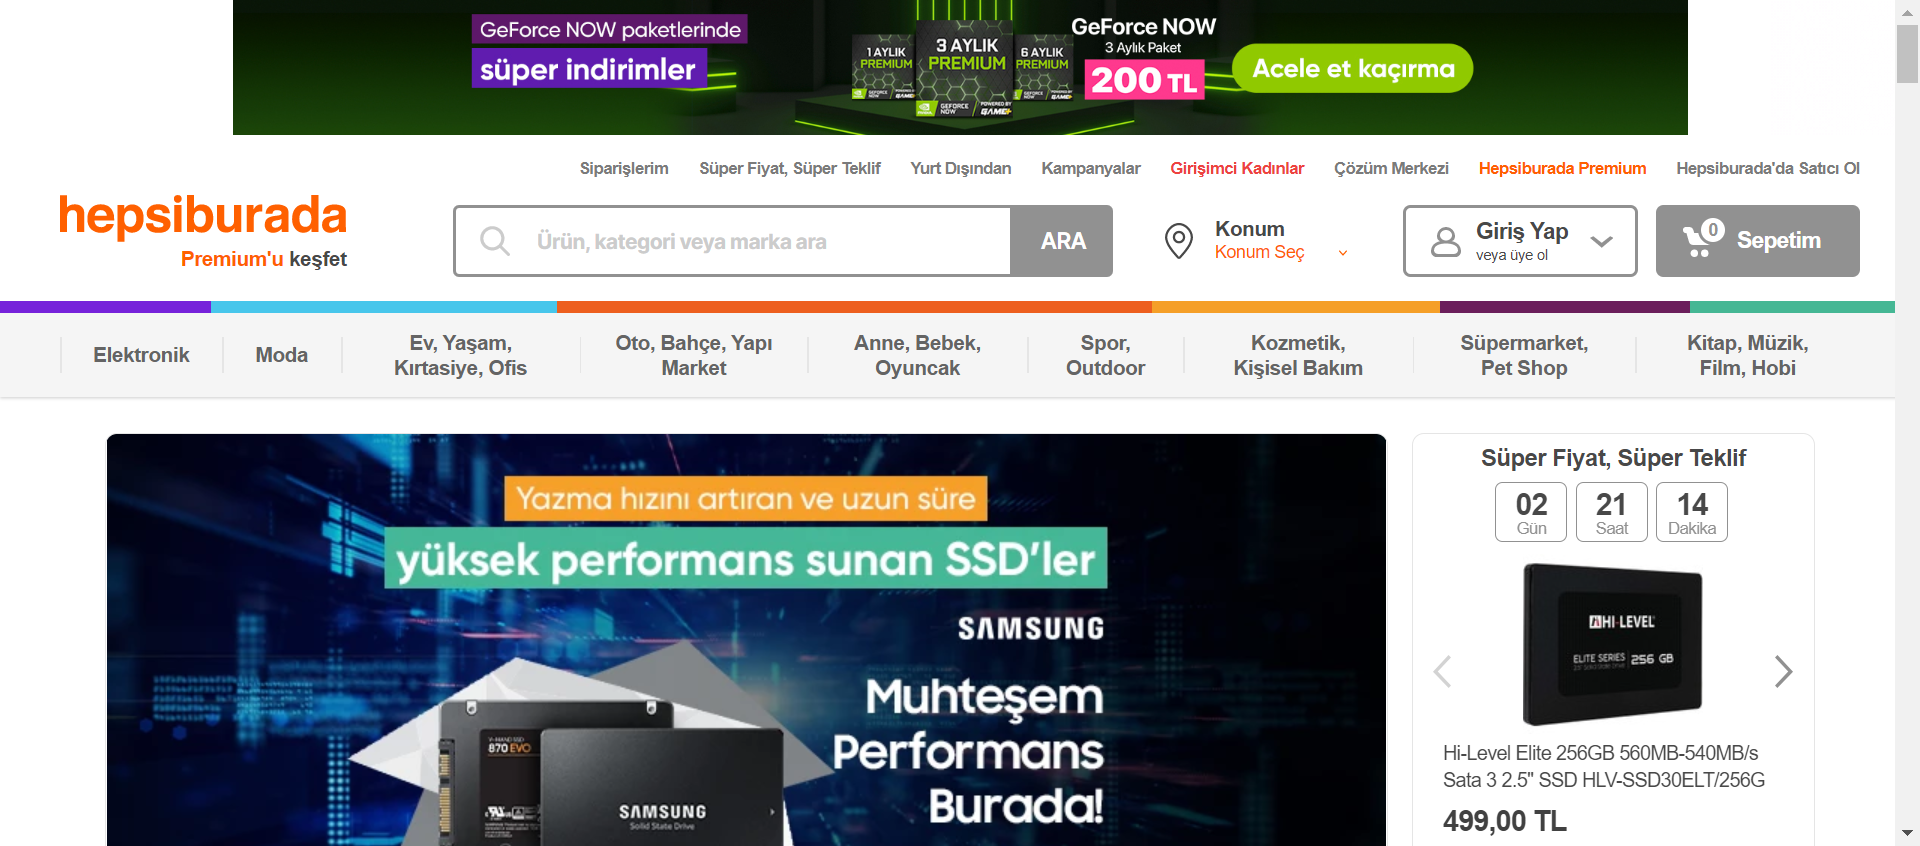 GeForce NOW paketlerinde
süper indirimler
1 AYLIK
PREMIUM
3 AYLIK
PREMIUM
6 AYLIK
PREMIUM
GEFORCE
NOW
POWERED BY
GAME+
GeForce NOW
3 Aylık Paket
200 TL
Acele et kaçırma
Siparişlerim
Süper Fiyat, Süper Teklif
Yurt Dışından
Kampanyalar
Girişimci Kadınlar
Çözüm Merkezi
Hepsiburada Premium
Hepsiburada'da Satıcı Ol
hepsiburada
Premium'u keşfet
Ürün, kategori veya marka ara
ARA
Konum
Konum Seç
Giriş Yap
veya üye ol
0
Sepetim
Elektronik
Moda
Ev, Yaşam,
Kırtasiye, Ofis
Oto, Bahçe, Yapı
Market
Anne, Bebek,
Oyuncak
Spor,
Outdoor
Kozmetik,
Kişisel Bakım
Süpermarket,
Pet Shop
Kitap, Müzik,
Film, Hobi
Yazma hızını artıran ve uzun süre
yüksek performans sunan SSD'ler
SAMSUNG
Muhteşem
Performans
Burada!
V-NAND SSD
870 EVO
SAMSUNG
Solid State Drive
Süper Fiyat, Süper Teklif
02
Gün
21
Saat
14
Dakika
HI-LEVEL
ELITE SERIES
256 GB
Hi-Level Elite 256GB 560MB-540MB/s
Sata 3 2.5" SSD HLV-SSD30ELT/256G
499,00 TL